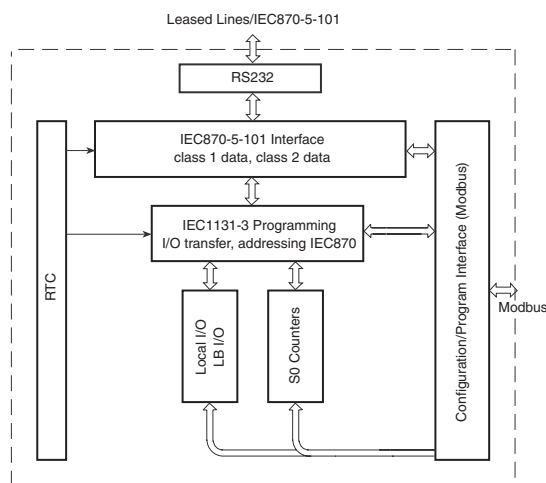 Leased Lines/IEC870-5-101
RS232
IEC870-5-101 Interface
class 1 data, class 2 data
IEC1131-3 Programming
I/O transfer, addressing IEC870
RTC
Local I/O
LB I/O
S0 Counters
Configuration/Program Interface (Modbus)
Modbus